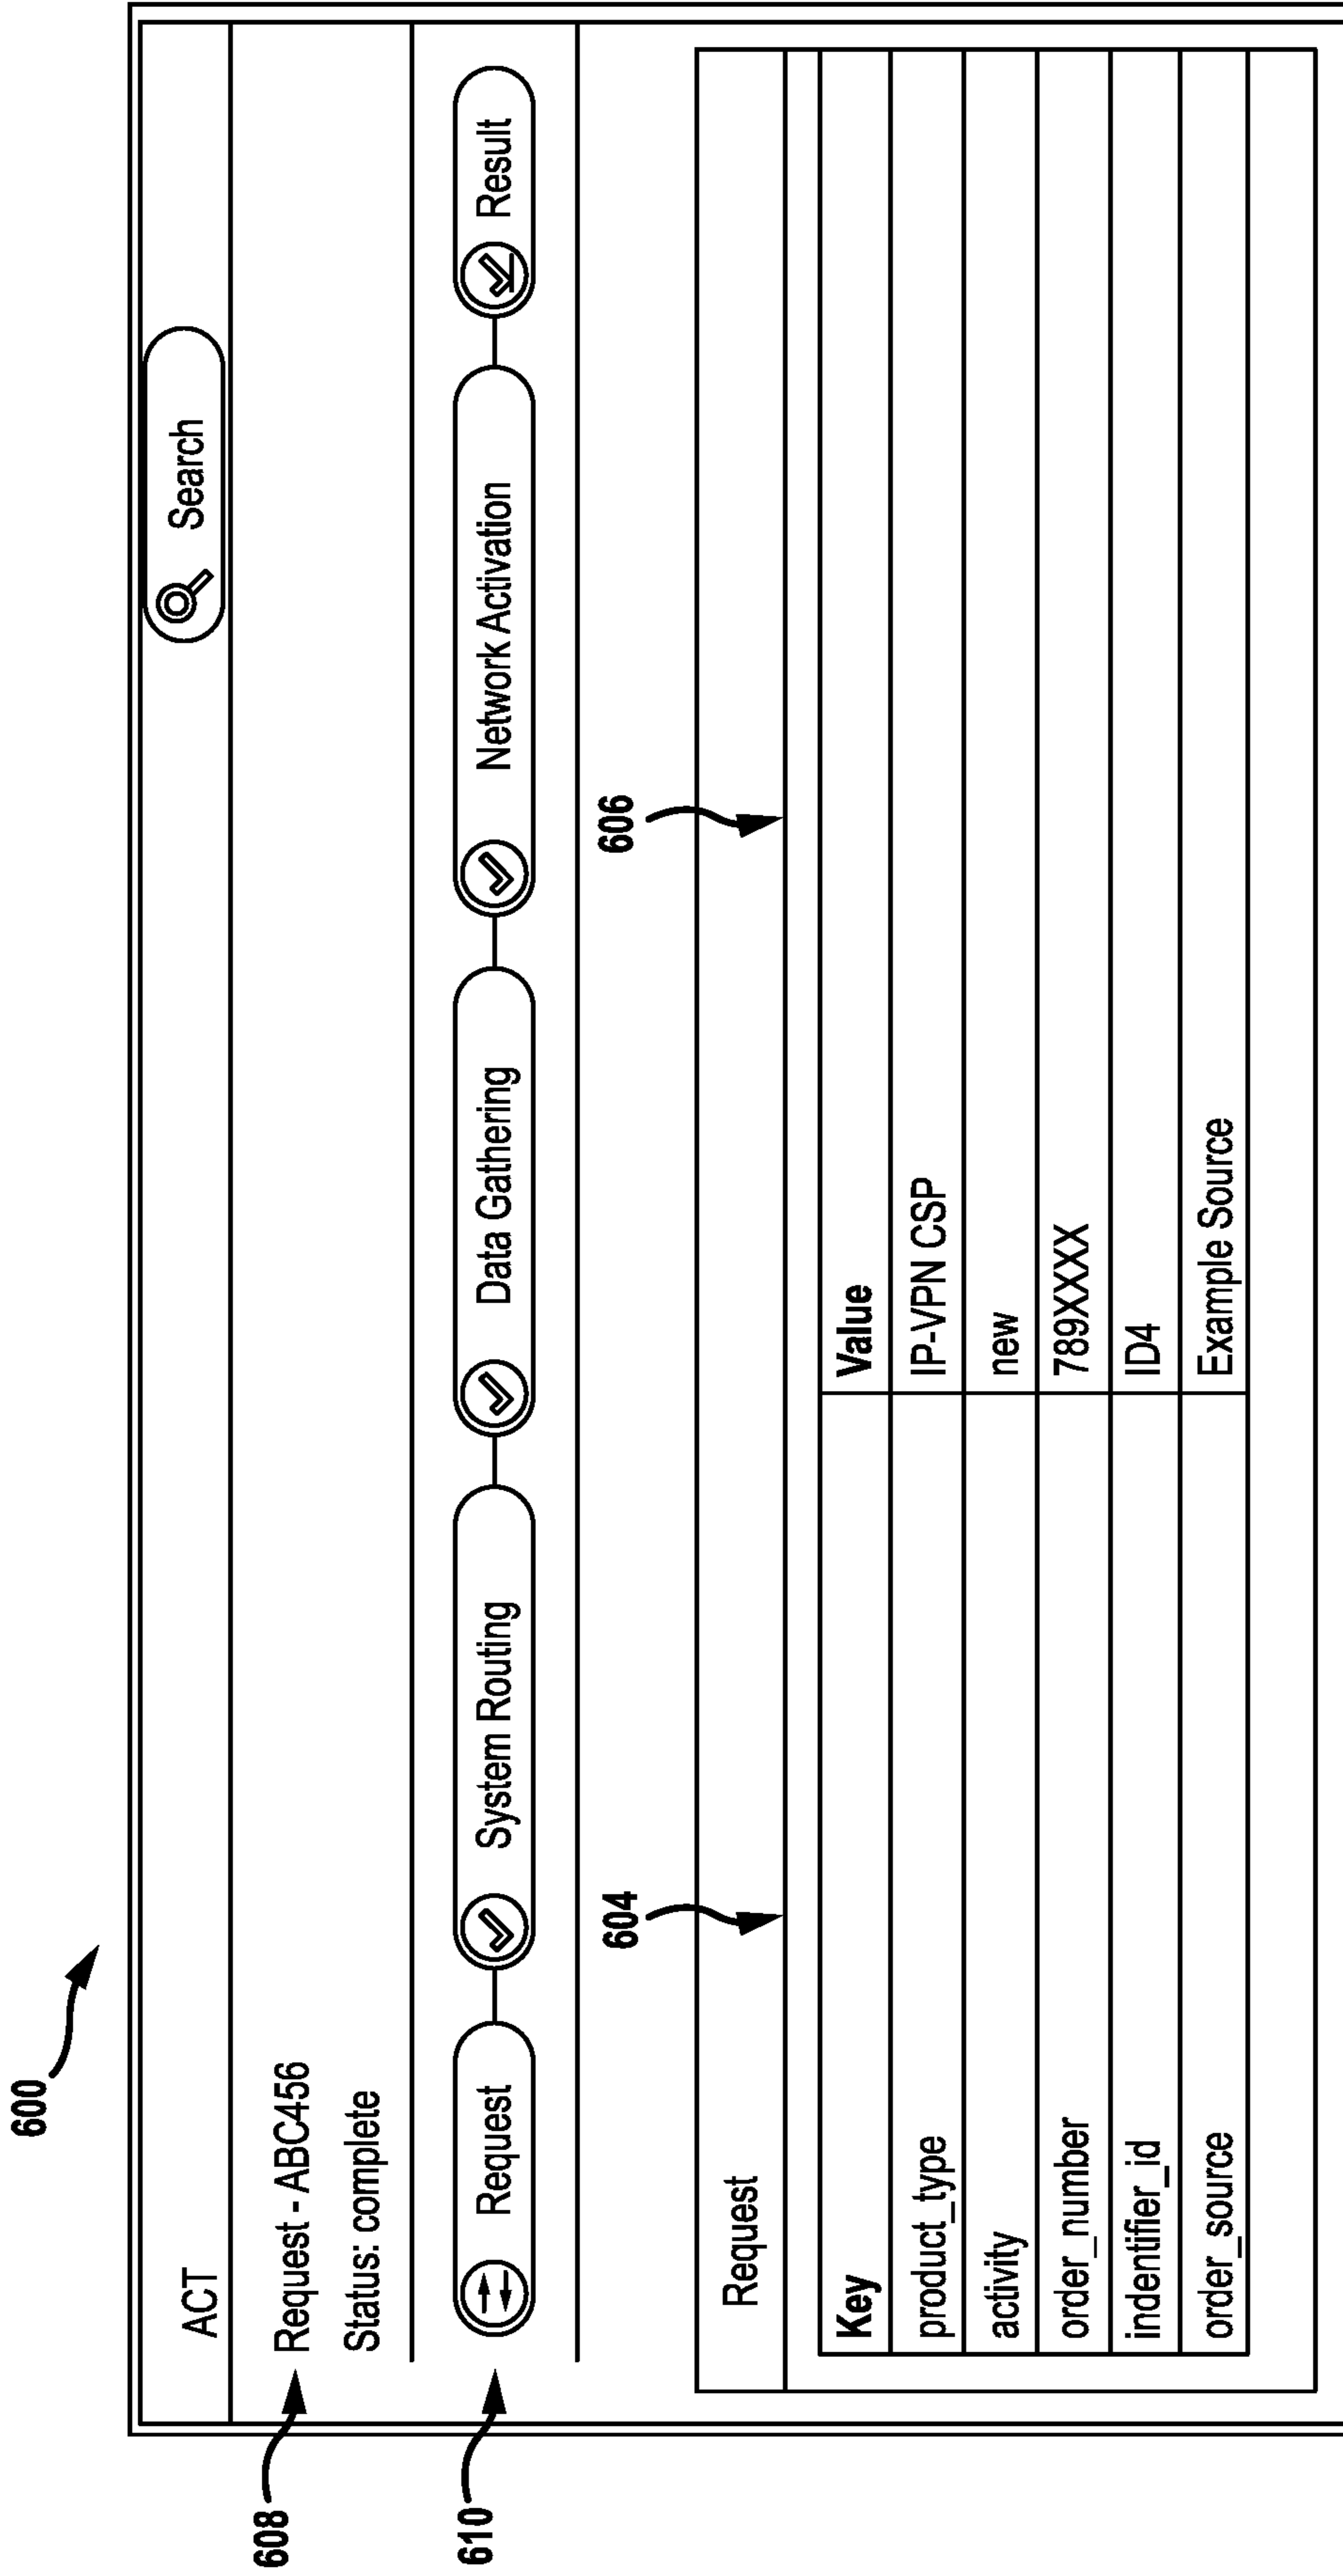 600
ACT
Search
608
Request - ABC456
Status: complete
610
Request
System Routing
Data Gathering
Network Activation
Result
604
606
Request
Key Value
product_type IP-VPN CSP
activity new
order_number 789XXXX
indentifier_id ID4
order_source Example Source